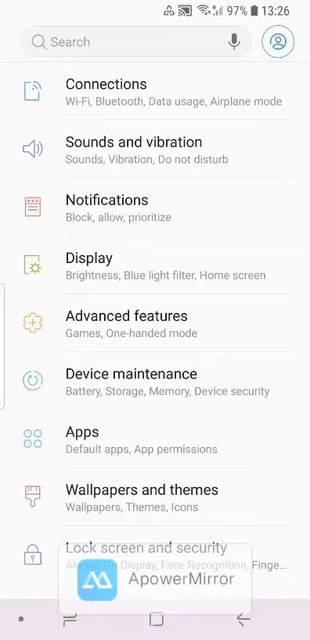 97% 13:26
Search
Connections
Wi-Fi, Bluetooth, Data usage, Airplane mode
Sounds and vibration
Sounds, Vibration, Do not disturb
Notifications
Block, allow, prioritize
Display
Brightness, Blue light filter, Home screen
Advanced features
Games, One-handed mode
Device maintenance
Battery, Storage, Memory, Device security
Apps
Default apps, App permissions
Wallpapers and themes
Wallpapers, Themes, Icons
Lock screen and security
Always On Display, Face Recognition, Finge...
ApowerMirror